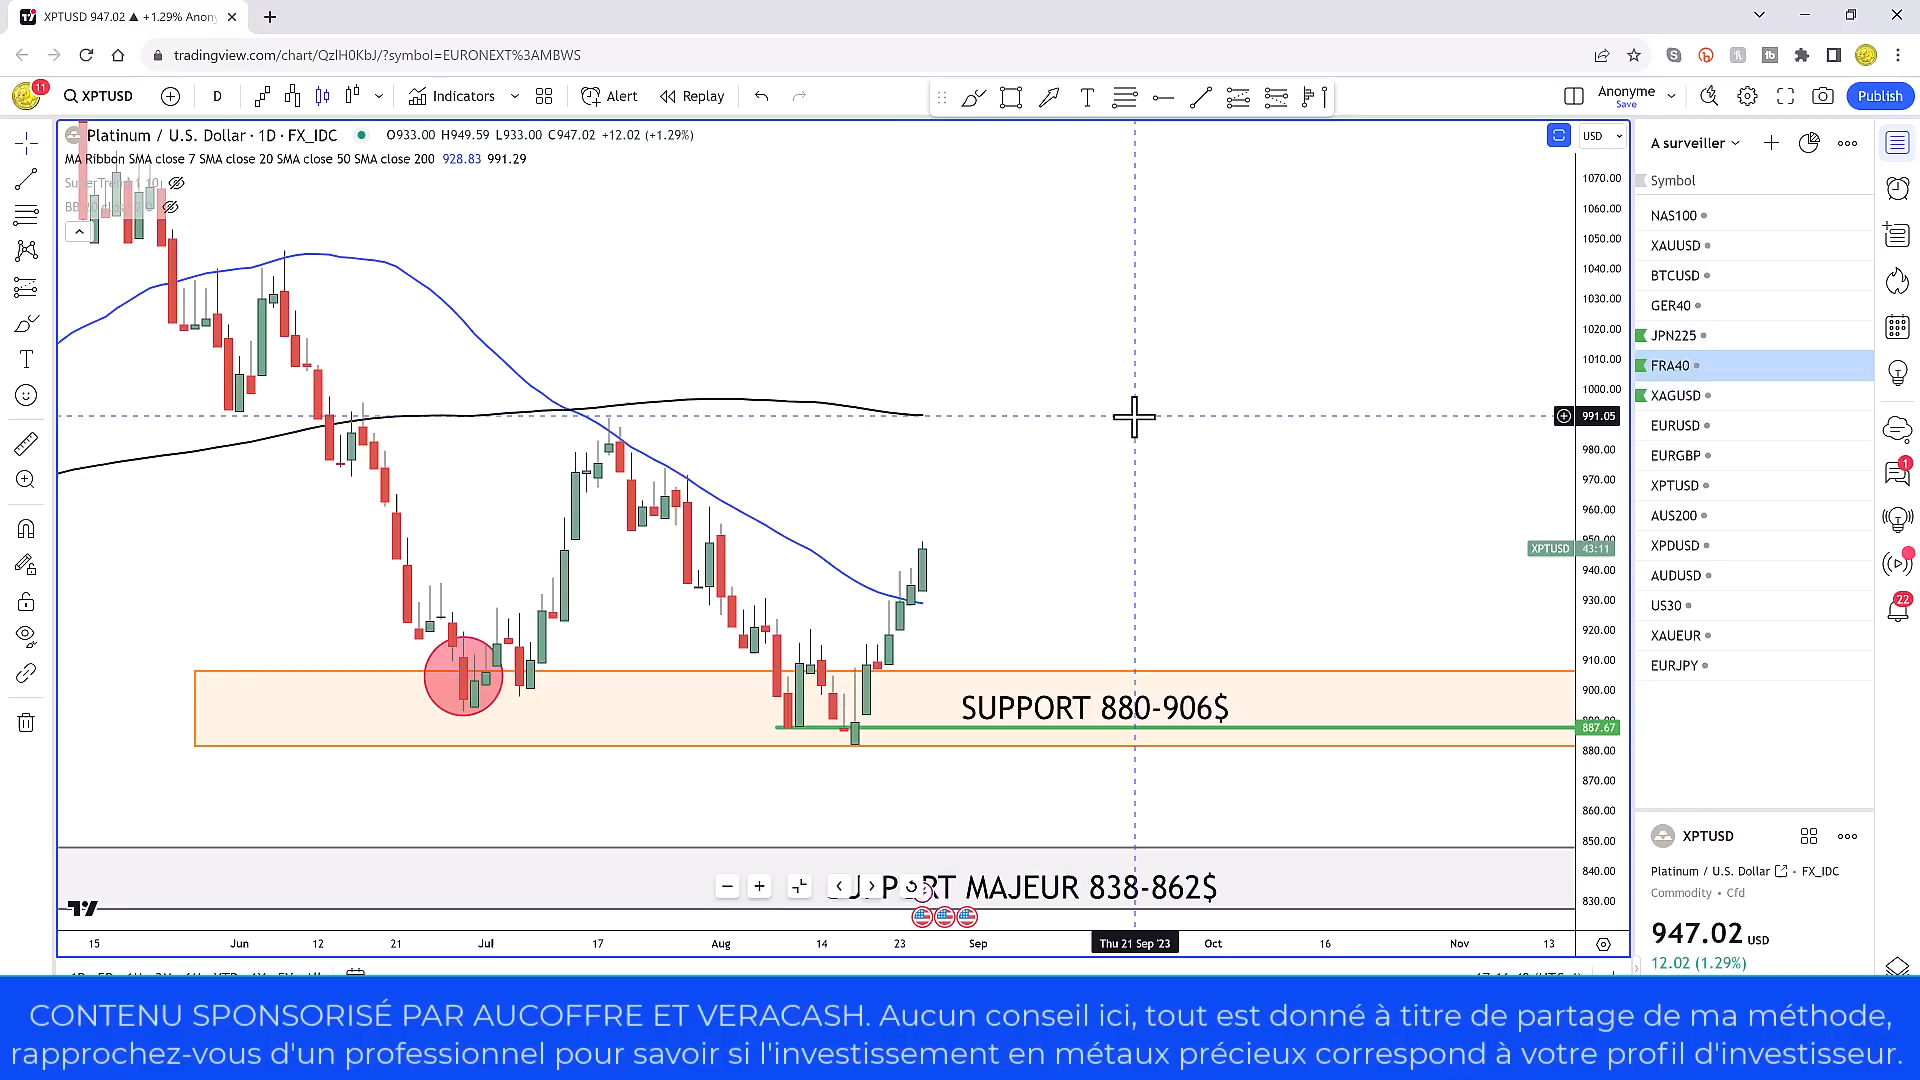 XPTUSD 947.02 ▲ +1.29% Anony
tradingview.com/chart/QzlH0KbJ/?symbol=EURONEXT%3AMBWS
11
XPTUSD
D
Indicators
Alert
Replay
Anonyme
Save
Publish
Platinum / U.S. Dollar · 1D · FX_IDC
O933.00 H949.59 L933.00 C947.02 +12.02 (+1.29%)
MA Ribbon SMA close 7 SMA close 20 SMA close 50 SMA close 200 928.83 991.29
USD
1070.00
1060.00
1050.00
1040.00
1030.00
1020.00
1010.00
1000.00
991.05
980.00
970.00
960.00
950.00
XPTUSD 43:11
940.00
930.00
920.00
910.00
900.00
887.67
880.00
870.00
860.00
850.00
840.00
830.00
SUPPORT 880-906$
MAJEUR 838-862$
15
Jun
12
21
Jul
17
Aug
14
23
Sep
Thu 21 Sep '23
Oct
16
Nov
13
A surveiller
Symbol
NAS100
XAUUSD
BTCUSD
GER40
JPN225
FRA40
XAGUSD
EURUSD
EURGBP
XPTUSD
AUS200
XPDUSD
AUDUSD
US30
XAUEUR
EURJPY
1
22
XPTUSD
Platinum / U.S. Dollar · FX_IDC
Commodity · Cfd
947.02 USD
12.02 (1.29%)
CONTENU SPONSORISÉ PAR AUCOFFRE ET VERACASH. Aucun conseil ici, tout est donné à titre de partage de ma méthode,
rapprochez-vous d'un professionnel pour savoir si l'investissement en métaux précieux correspond à votre profil d'investisseur.